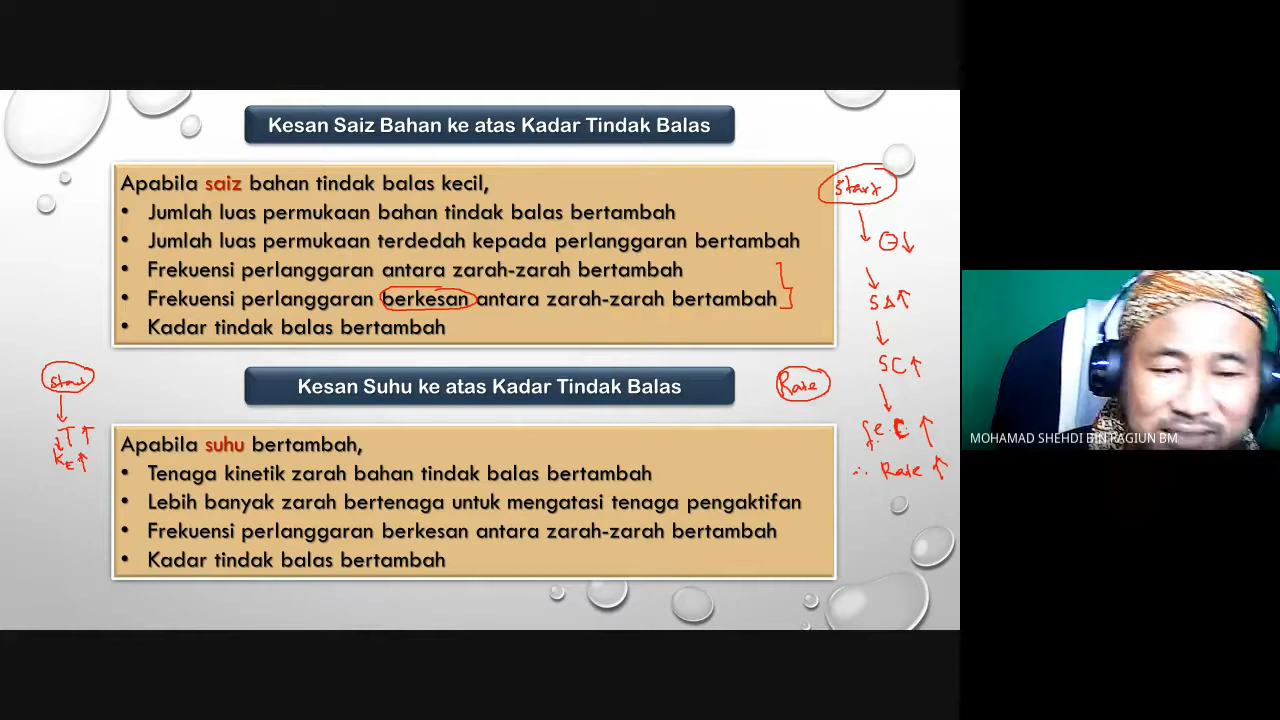 Kesan Saiz Bahan ke atas Kadar Tindak Balas
Apabila saiz bahan tindak balas kecil,
• Jumlah luas permukaan bahan tindak balas bertambah
• Jumlah luas permukaan terdedah kepada perlanggaran bertambah
• Frekuensi perlanggaran antara zarah-zarah bertambah
• Frekuensi perlanggaran berkesan antara zarah-zarah bertambah
• Kadar tindak balas bertambah
Start
↓
↓
SA↑
↓
SC↑
↓
f.e.C ↑
∴ Rate ↑
Start
↓
T↑
↓
KE↑
Kesan Suhu ke atas Kadar Tindak Balas
Rate
Apabila suhu bertambah,
• Tenaga kinetik zarah bahan tindak balas bertambah
• Lebih banyak zarah bertenaga untuk mengatasi tenaga pengaktifan
• Frekuensi perlanggaran berkesan antara zarah-zarah bertambah
• Kadar tindak balas bertambah
MOHAMAD SHEHDI BIN RAGIUN BM